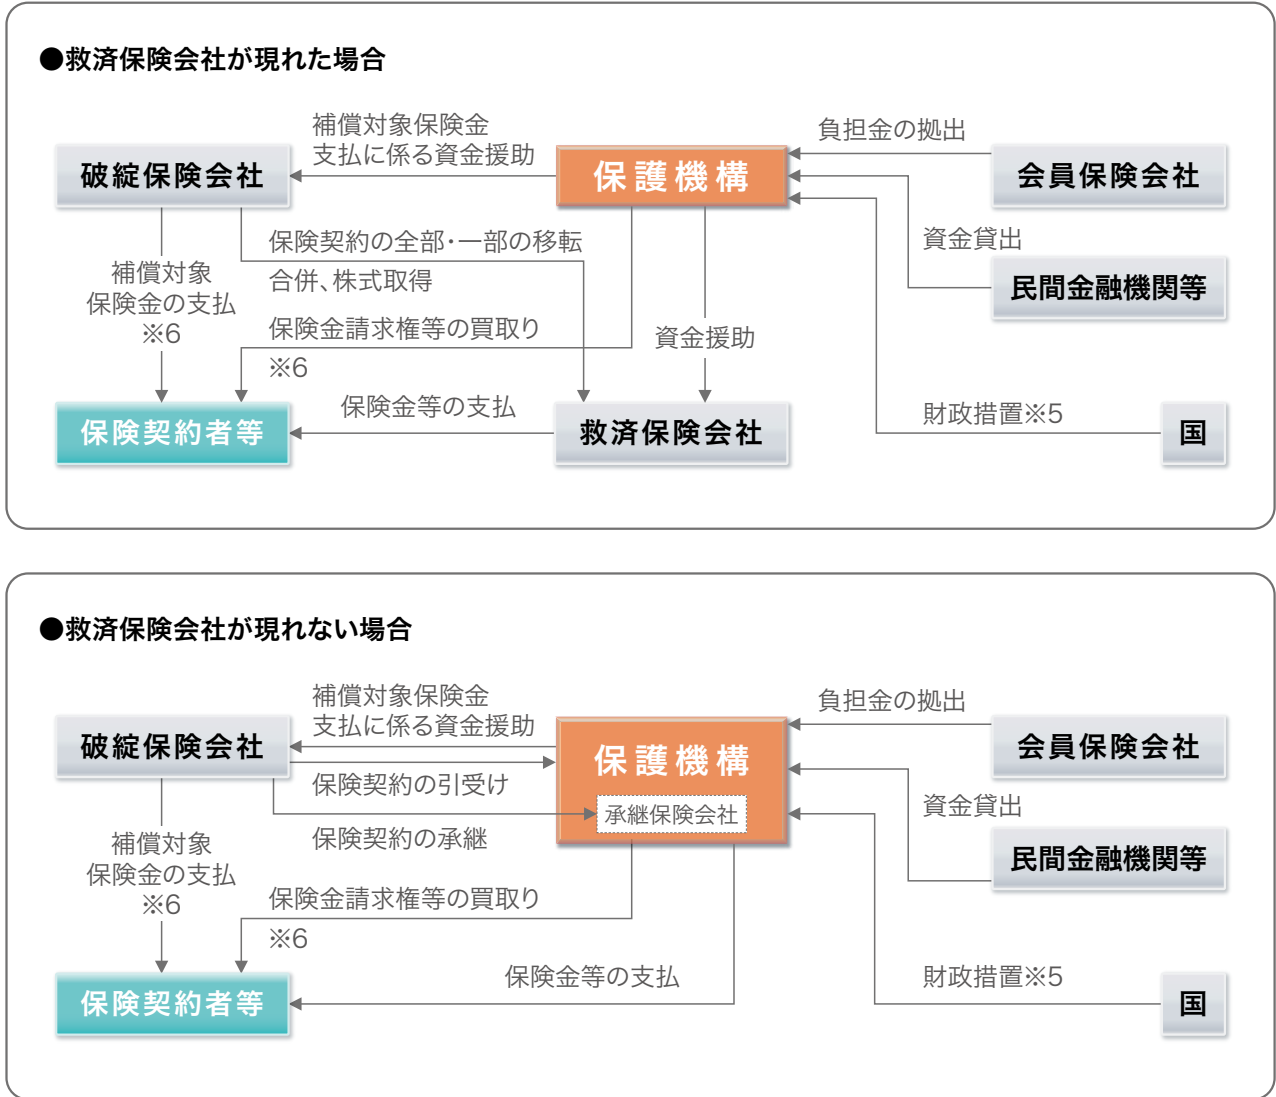 ●救済保険会社が現れた場合
補償対象保険金
支払に係る資金援助
負担金の拠出
破綻保険会社
保護機構
会員保険会社
保険契約の全部・一部の移転
合併、株式取得
資金貸出
補償対象
保険金の支払
※6
民間金融機関等
保険金請求権等の買取り
※6
資金援助
保険金等の支払
財政措置※5
保険契約者等
救済保険会社
国
●救済保険会社が現れない場合
補償対象保険金
支払に係る資金援助
負担金の拠出
破綻保険会社
保護機構
会員保険会社
保険契約の引受け
承継保険会社
資金貸出
保険契約の承継
補償対象
保険金の支払
※6
民間金融機関等
保険金請求権等の買取り
※6
保険金等の支払
財政措置※5
保険契約者等
国